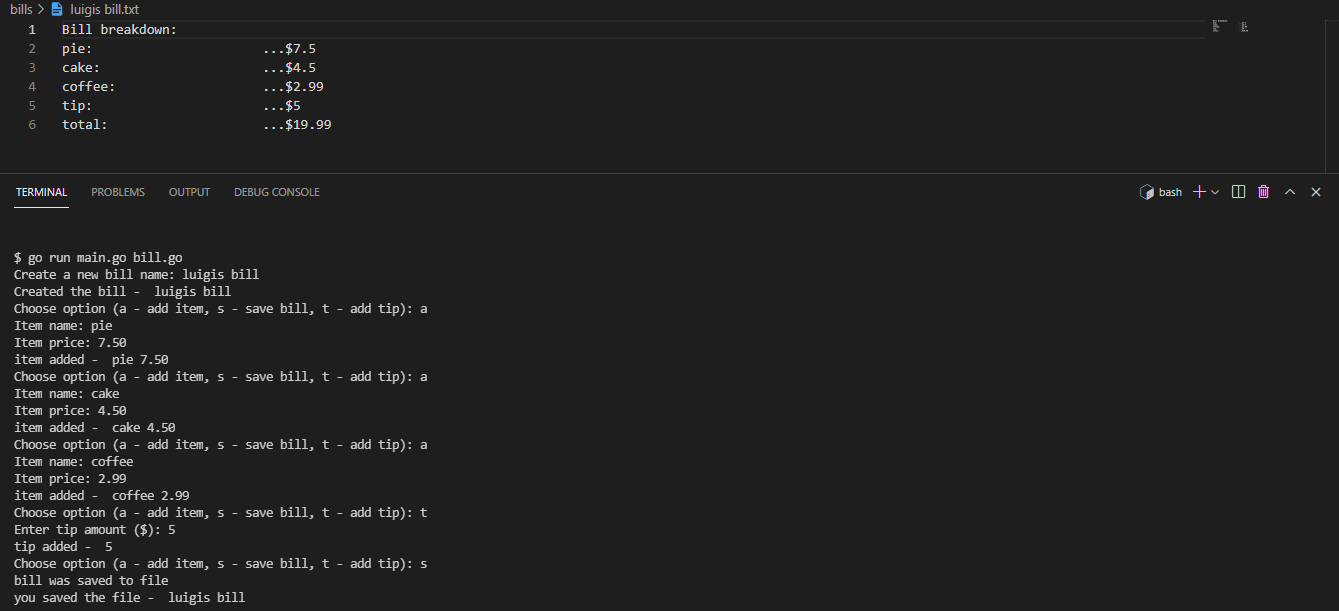 bills > luigis bill.txt
1 Bill breakdown:
2 pie: ...$7.5
3 cake: ...$4.5
4 coffee: ...$2.99
5 tip: ...$5
6 total: ...$19.99
TERMINAL PROBLEMS OUTPUT DEBUG CONSOLE bash
$ go run main.go bill.go
Create a new bill name: luigis bill
Created the bill -  luigis bill
Choose option (a - add item, s - save bill, t - add tip): a
Item name: pie
Item price: 7.50
item added -  pie 7.50
Choose option (a - add item, s - save bill, t - add tip): a
Item name: cake
Item price: 4.50
item added -  cake 4.50
Choose option (a - add item, s - save bill, t - add tip): a
Item name: coffee
Item price: 2.99
item added -  coffee 2.99
Choose option (a - add item, s - save bill, t - add tip): t
Enter tip amount ($): 5
tip added -  5
Choose option (a - add item, s - save bill, t - add tip): s
bill was saved to file
you saved the file -  luigis bill